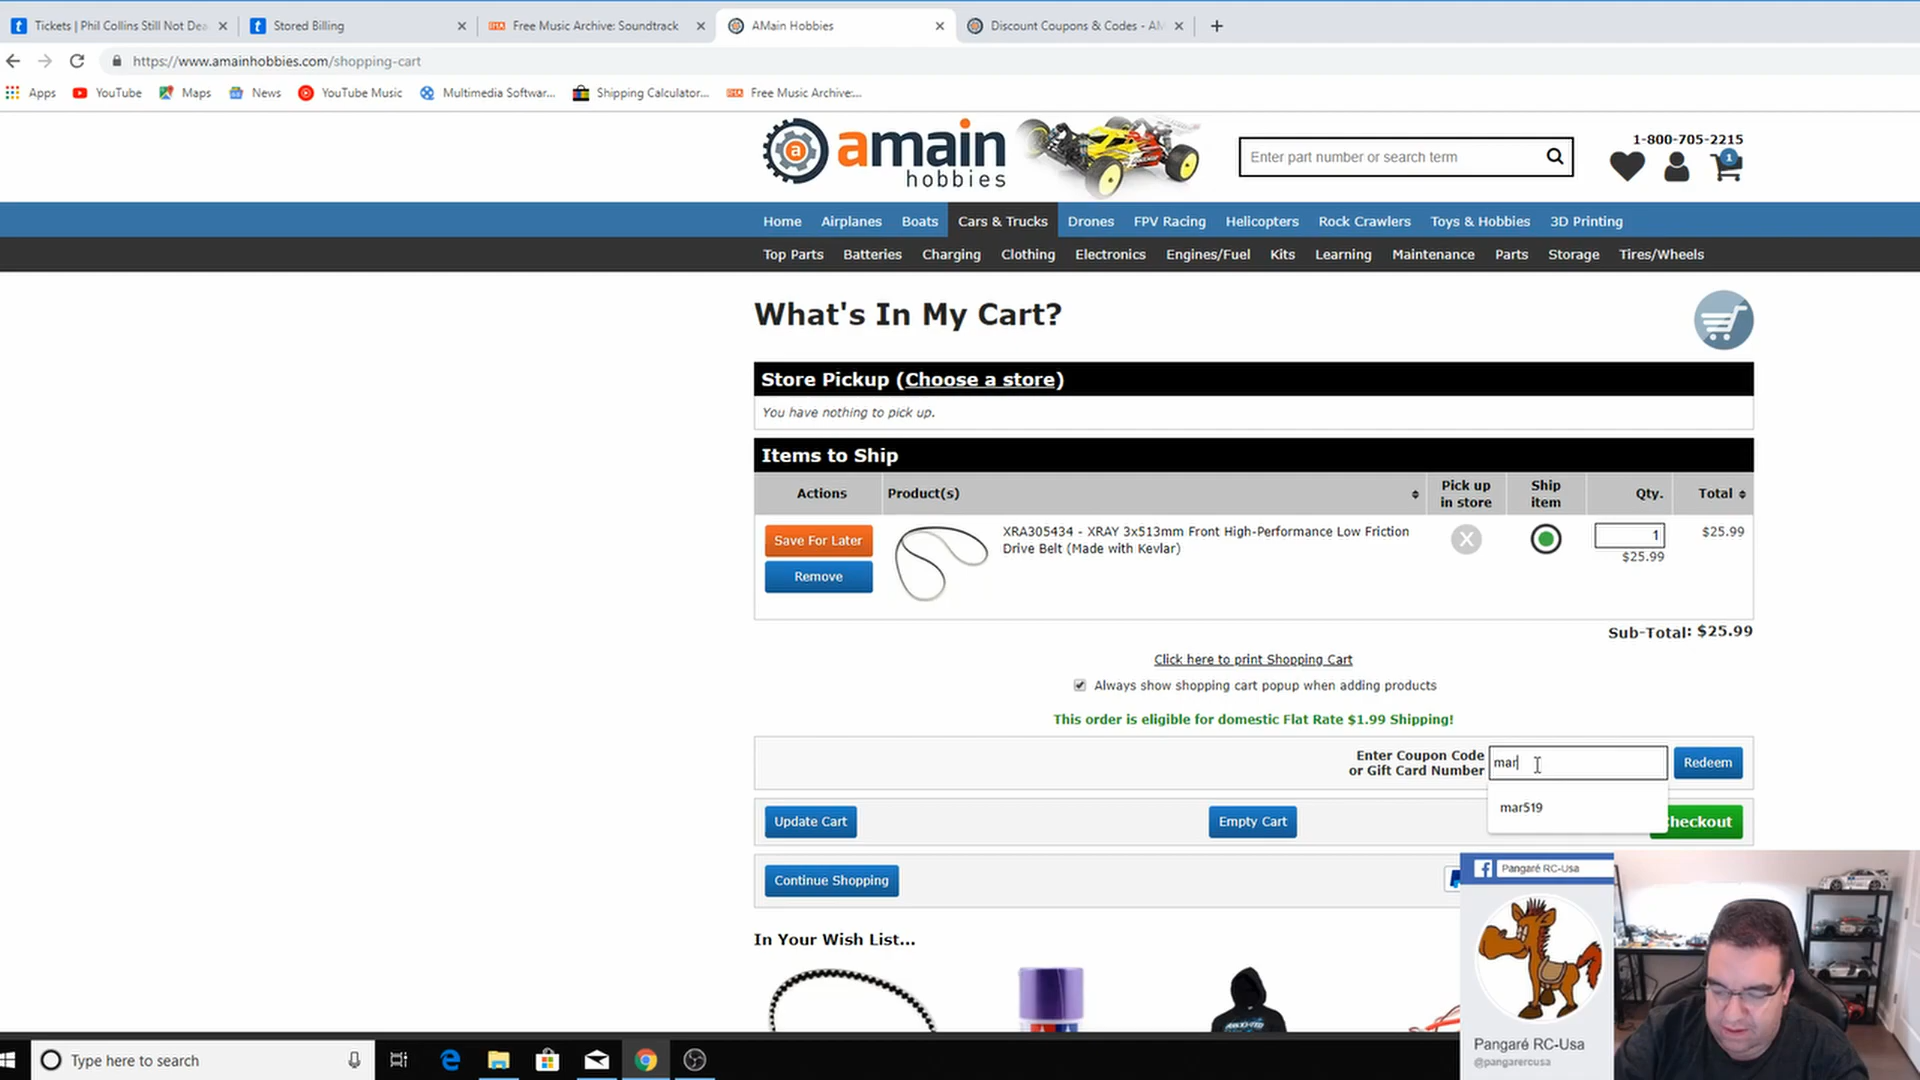 Tickets | Phil Collins Still Not Dea
Stored Billing
Free Music Archive: Soundtrack
AMain Hobbies
Discount Coupons & Codes - AM
https://www.amainhobbies.com/shopping-cart
Apps
YouTube
Maps
News
YouTube Music
Multimedia Softwar...
Shipping Calculator...
Free Music Archive:...
amain
hobbies
Enter part number or search term
1-800-705-2215
1
Home
Airplanes
Boats
Cars & Trucks
Drones
FPV Racing
Helicopters
Rock Crawlers
Toys & Hobbies
3D Printing
Top Parts
Batteries
Charging
Clothing
Electronics
Engines/Fuel
Kits
Learning
Maintenance
Parts
Storage
Tires/Wheels
What's In My Cart?
Store Pickup (Choose a store)
You have nothing to pick up.
Items to Ship
Actions
Product(s)
Pick up
in store
Ship
item
Qty.
Total
Save For Later
Remove
XRA305434 - XRAY 3x513mm Front High-Performance Low Friction
Drive Belt (Made with Kevlar)
1
$25.99
$25.99
Sub-Total: $25.99
Click here to print Shopping Cart
Always show shopping cart popup when adding products
This order is eligible for domestic Flat Rate $1.99 Shipping!
Enter Coupon Code
or Gift Card Number
mar
Redeem
mar519
Update Cart
Empty Cart
heckout
Continue Shopping
In Your Wish List...
Pangaré RC-Usa
Pangaré RC-Usa
@pangarercusa
Type here to search